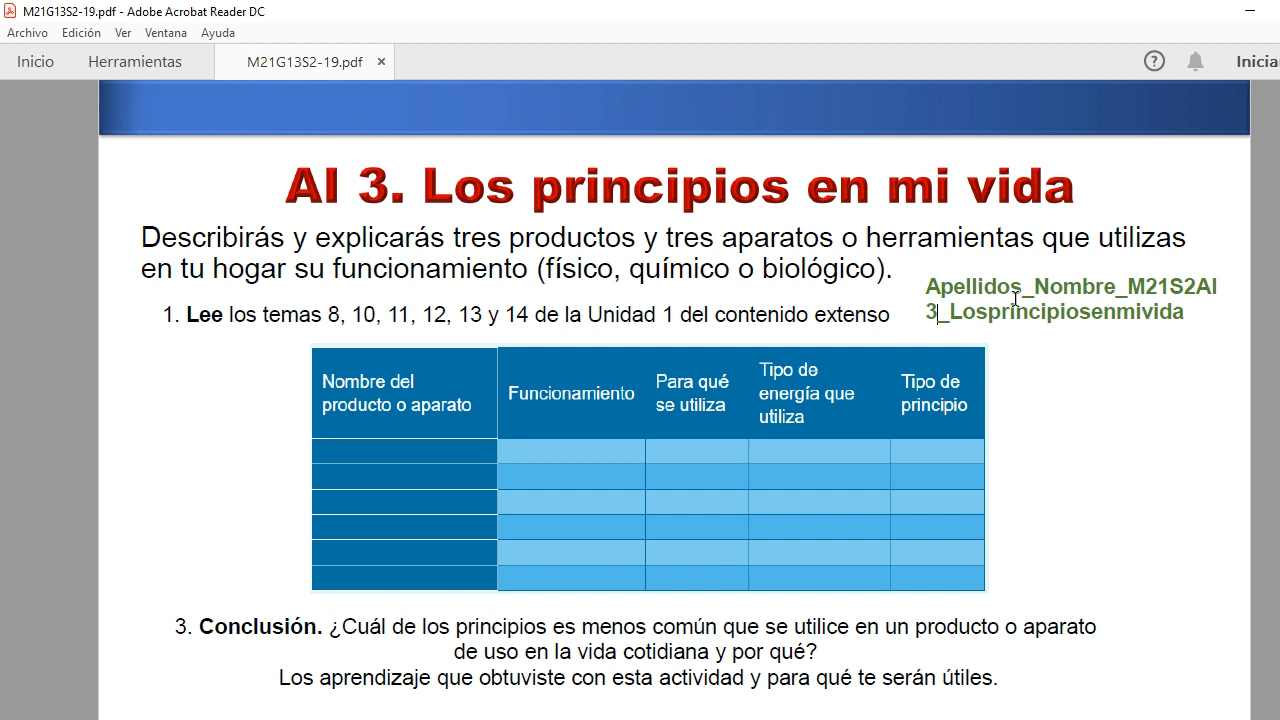 M21G13S2-19.pdf - Adobe Acrobat Reader DC
Archivo Edición Ver Ventana Ayuda
Inicio Herramientas M21G13S2-19.pdf × ? Inicia
AI 3. Los principios en mi vida
Describirás y explicarás tres productos y tres aparatos o herramientas que utilizas
en tu hogar su funcionamiento (físico, químico o biológico).
Apellidos_Nombre_M21S2AI
3_Losprincipiosenmivida
1. Lee los temas 8, 10, 11, 12, 13 y 14 de la Unidad 1 del contenido extenso
Nombre del
producto o aparato
Funcionamiento
Para qué
se utiliza
Tipo de
energía que
utiliza
Tipo de
principio
3. Conclusión. ¿Cuál de los principios es menos común que se utilice en un producto o aparato
de uso en la vida cotidiana y por qué?
Los aprendizaje que obtuviste con esta actividad y para qué te serán útiles.